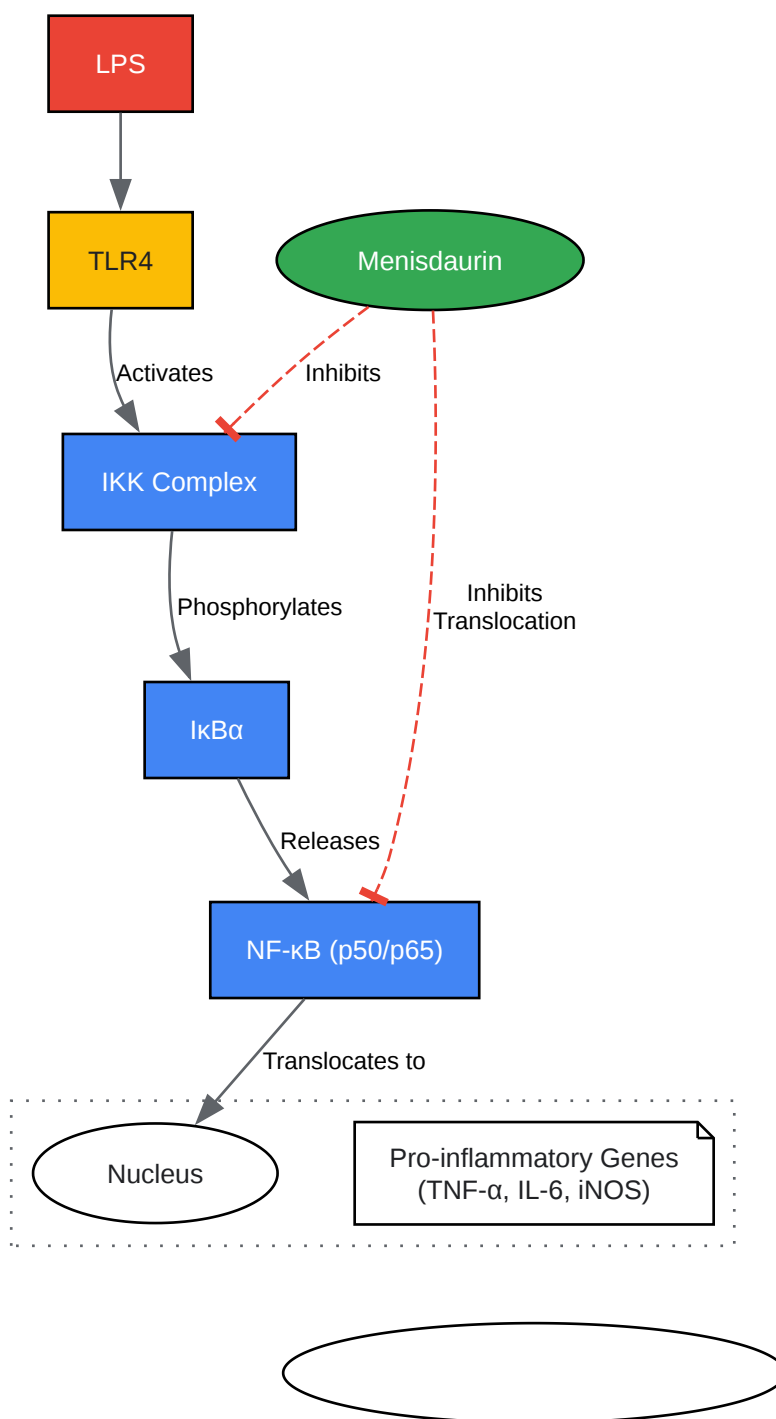 LPS
TLR4
Menisdaurin
Activates
Inhibits
IKK Complex
Phosphorylates
Inhibits
Translocation
IκBα
Releases
NF-κB (p50/p65)
Translocates to
Nucleus
Pro-inflammatory Genes
(TNF-α, IL-6, iNOS)